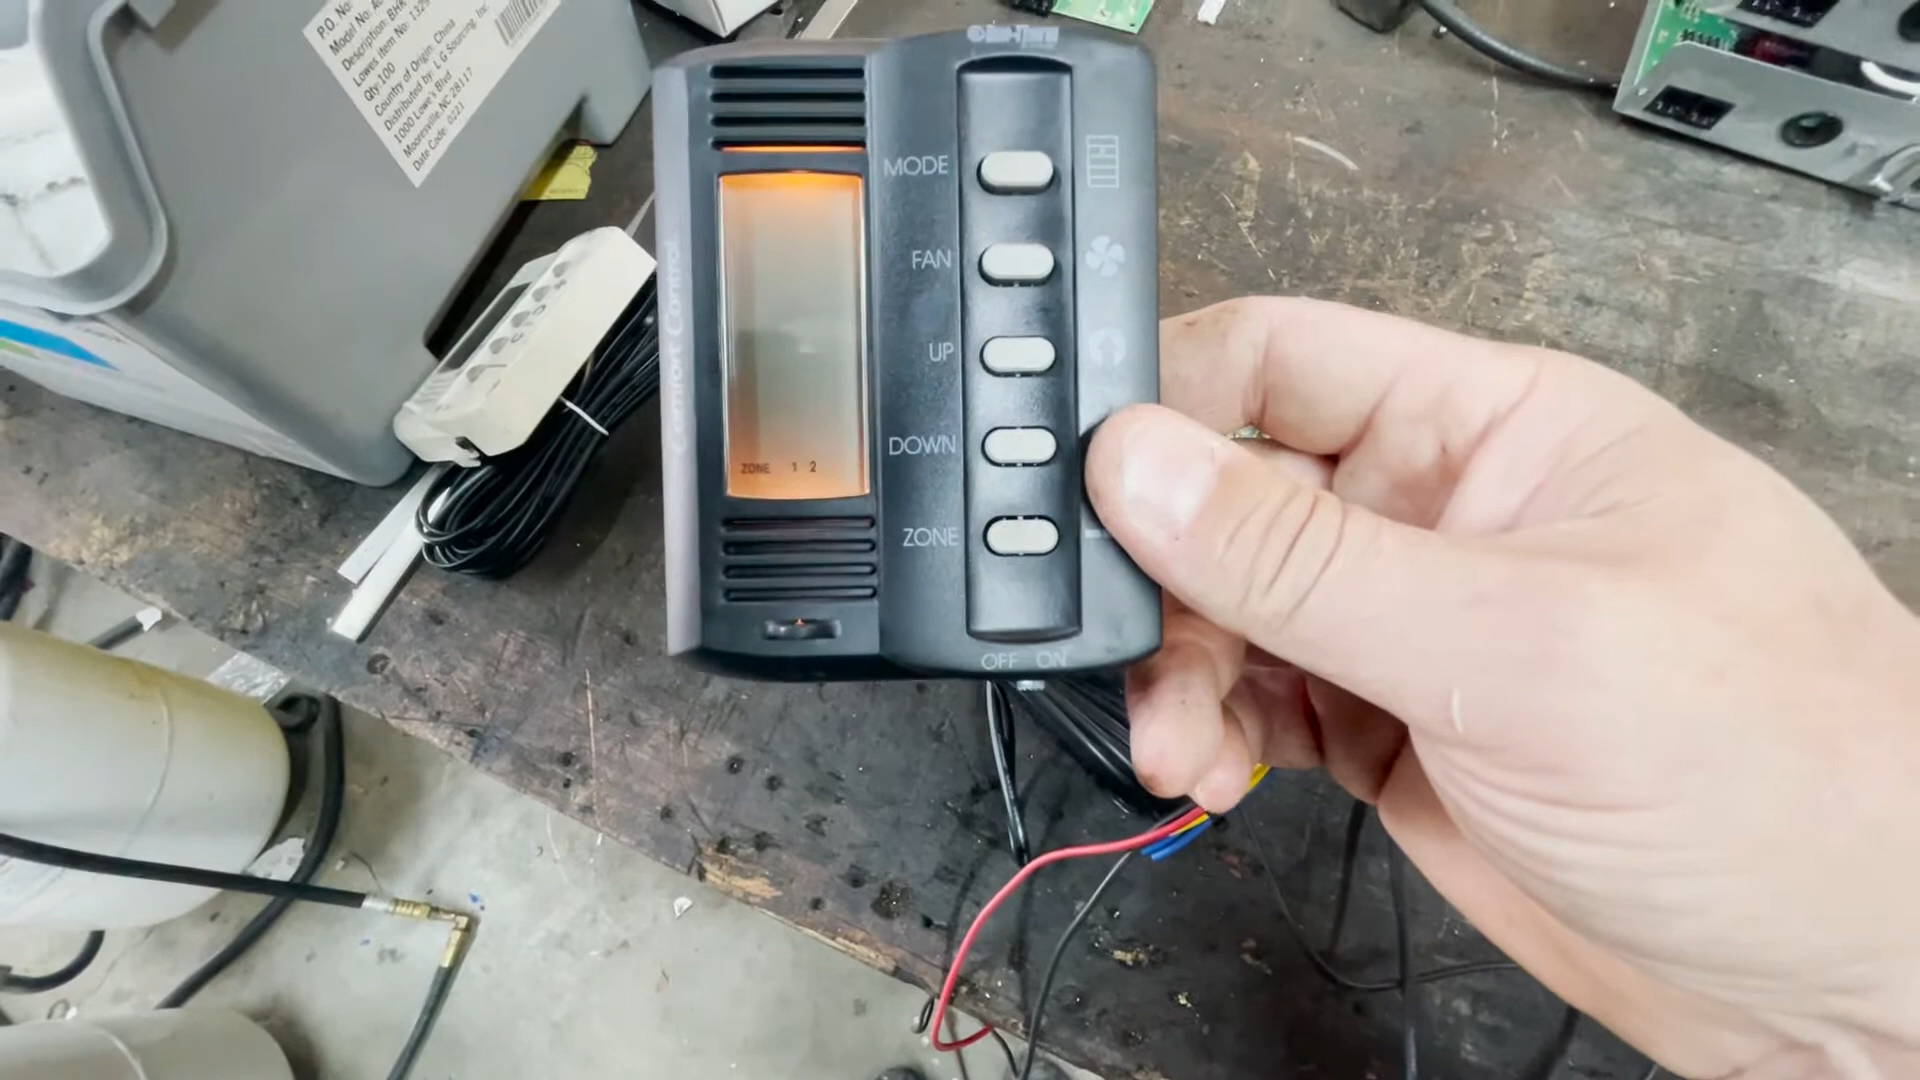 P.O. No:
Model No: A
Description: BHK
Lowes Item No: 132
Qty:100
Country of Origin: China
Distributed by: L G Sourcing, Inc.
1000 Lowe's Blvd
Mooresville, NC 28117
Date Code: 0221
Comfort Control
MODE
FAN
UP
DOWN
ZONE
ZONE 1 2
OFF ON